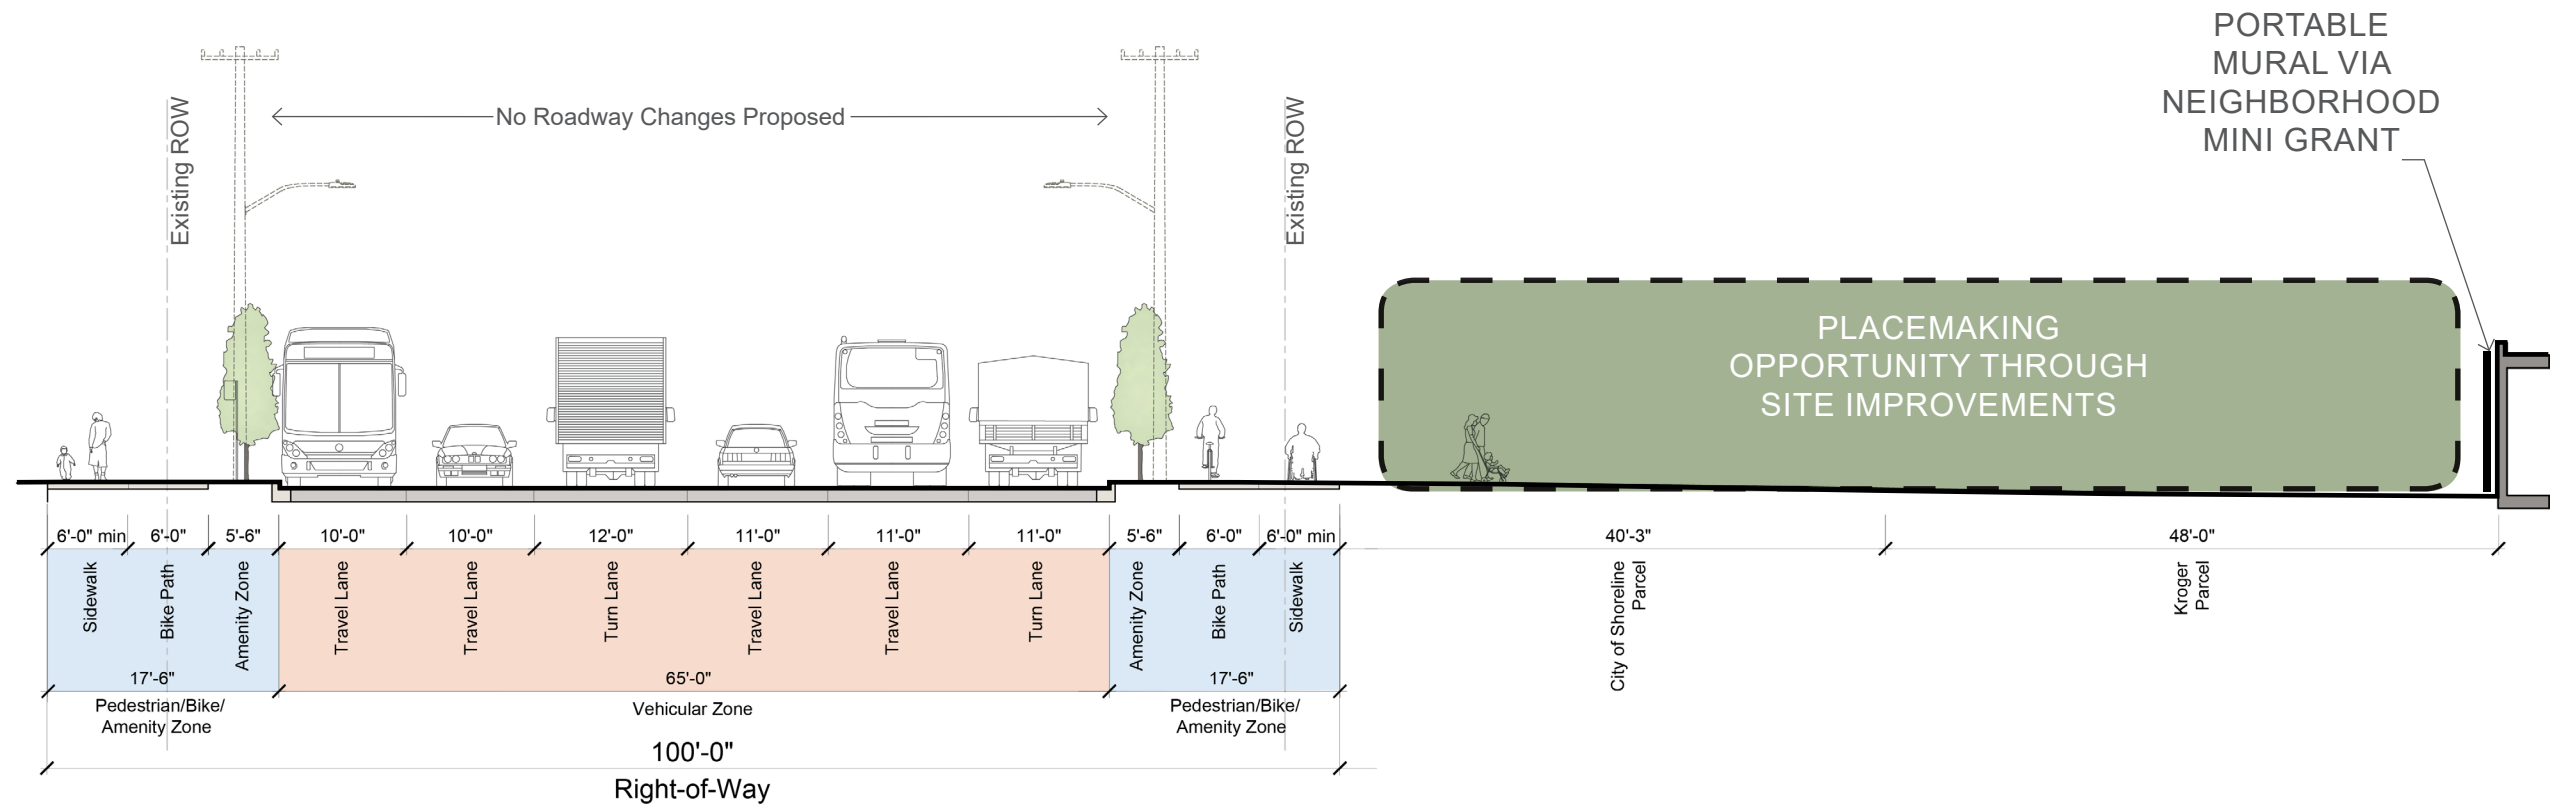 PORTABLE
MURAL VIA
NEIGHBORHOOD
MINI GRANT
Existing ROW
No Roadway Changes Proposed
Existing ROW
PLACEMAKING
OPPORTUNITY THROUGH
SITE IMPROVEMENTS
6'-0" min
6'-0"
5'-6"
10'-0"
10'-0"
12'-0"
11'-0"
11'-0"
11'-0"
5'-6"
6'-0"
6'-0" min
40'-3"
48'-0"
Sidewalk
Bike Path
Amenity Zone
Travel Lane
Travel Lane
Turn Lane
Travel Lane
Travel Lane
Turn Lane
Amenity Zone
Bike Path
Sidewalk
City of Shoreline
Parcel
Kroger
Parcel
17'-6"
65'-0"
17'-6"
Pedestrian/Bike/
Amenity Zone
Vehicular Zone
Pedestrian/Bike/
Amenity Zone
100'-0"
Right-of-Way